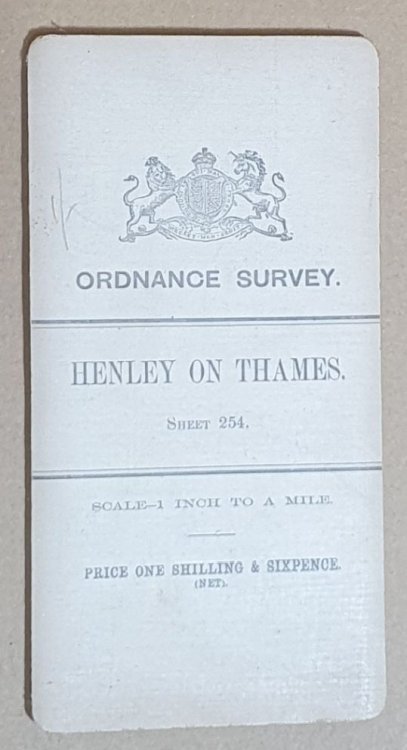 ORDNANCE SURVEY.
HENLEY ON THAMES.
SHEET 254.
SCALE–1 INCH TO A MILE.
PRICE ONE SHILLING & SIXPENCE.
(NET).